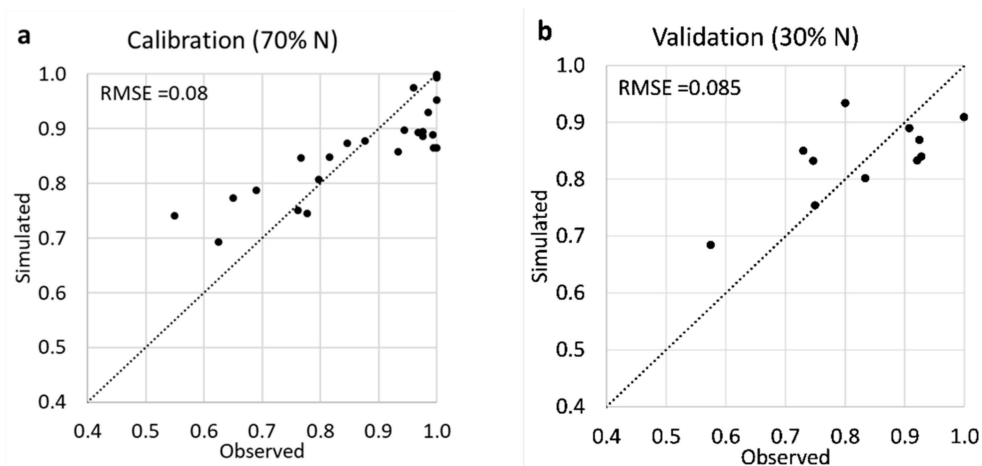 a
Calibration (70% N)
RMSE =0.08
1.0
0.9
0.8
0.7
0.6
0.5
0.4
Simulated
0.4 0.5 0.6 0.7 0.8 0.9 1.0
Observed
b
Validation (30% N)
RMSE =0.085
1.0
0.9
0.8
0.7
0.6
0.5
0.4
Simulated
0.4 0.5 0.6 0.7 0.8 0.9 1.0
Observed